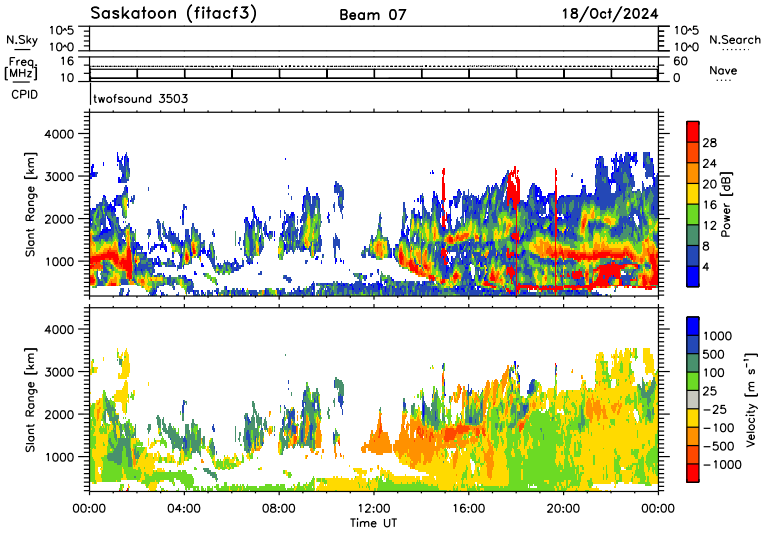 Saskatoon (fitacf3) Beam 07 18/Oct/2024
N.Sky 10^5 10^0 10^5 10^0 N.Search
Freq. [MHz] 16 10 60 0 Nave
CPID twofsound 3503
Slant Range [km] 4000 3000 2000 1000
Power [dB] 28 24 20 16 12 8 4
Slant Range [km] 4000 3000 2000 1000
Velocity [m s^-1] 1000 500 100 25 -25 -100 -500 -1000
00:00 04:00 08:00 12:00 16:00 20:00 00:00
Time UT